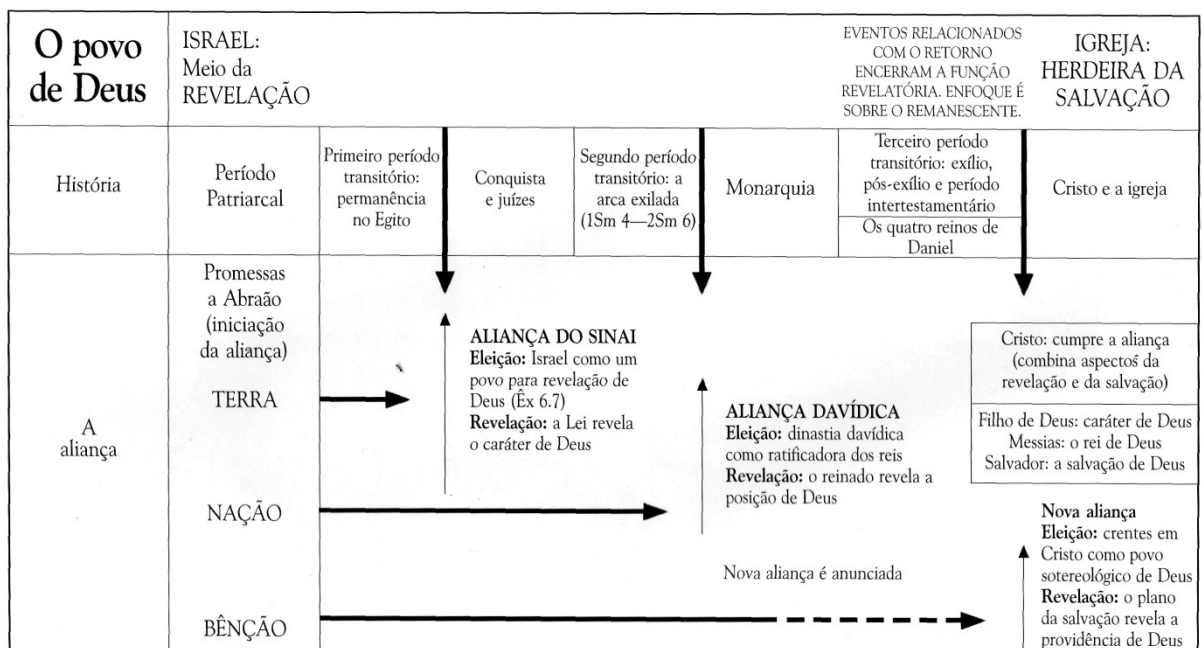 O povo
de Deus
ISRAEL:
Meio da
REVELAÇÃO
EVENTOS RELACIONADOS
COM O RETORNO
ENCERRAM A FUNÇÃO
REVELATÓRIA. ENFOQUE É
SOBRE O REMANESCENTE.
IGREJA:
HERDEIRA DA
SALVAÇÃO
História
Período
Patriarcal
Primeiro período
transitório:
permanência
no Egito
Conquista
e juízes
Segundo período
transitório: a
arca exilada
(1Sm 4—2Sm 6)
Monarquia
Terceiro período
transitório: exílio,
pós-exílio e período
intertestamentário
Os quatro reinos de
Daniel
Cristo e a igreja
A
aliança
Promessas
a Abraão
(iniciação
da aliança)
TERRA
NAÇÃO
BÊNÇÃO
ALIANÇA DO SINAI
Eleição: Israel como um
povo para revelação de
Deus (Êx 6.7)
Revelação: a Lei revela
o caráter de Deus
ALIANÇA DAVÍDICA
Eleição: dinastia davídica
como ratificadora dos reis
Revelação: o reinado revela a
posição de Deus
Nova aliança é anunciada
Cristo: cumpre a aliança
(combina aspectos da
revelação e da salvação)
Filho de Deus: caráter de Deus
Messias: o rei de Deus
Salvador: a salvação de Deus
Nova aliança
Eleição: crentes em
Cristo como povo
sotereológico de Deus
Revelação: o plano
da salvação revela a
providência de Deus